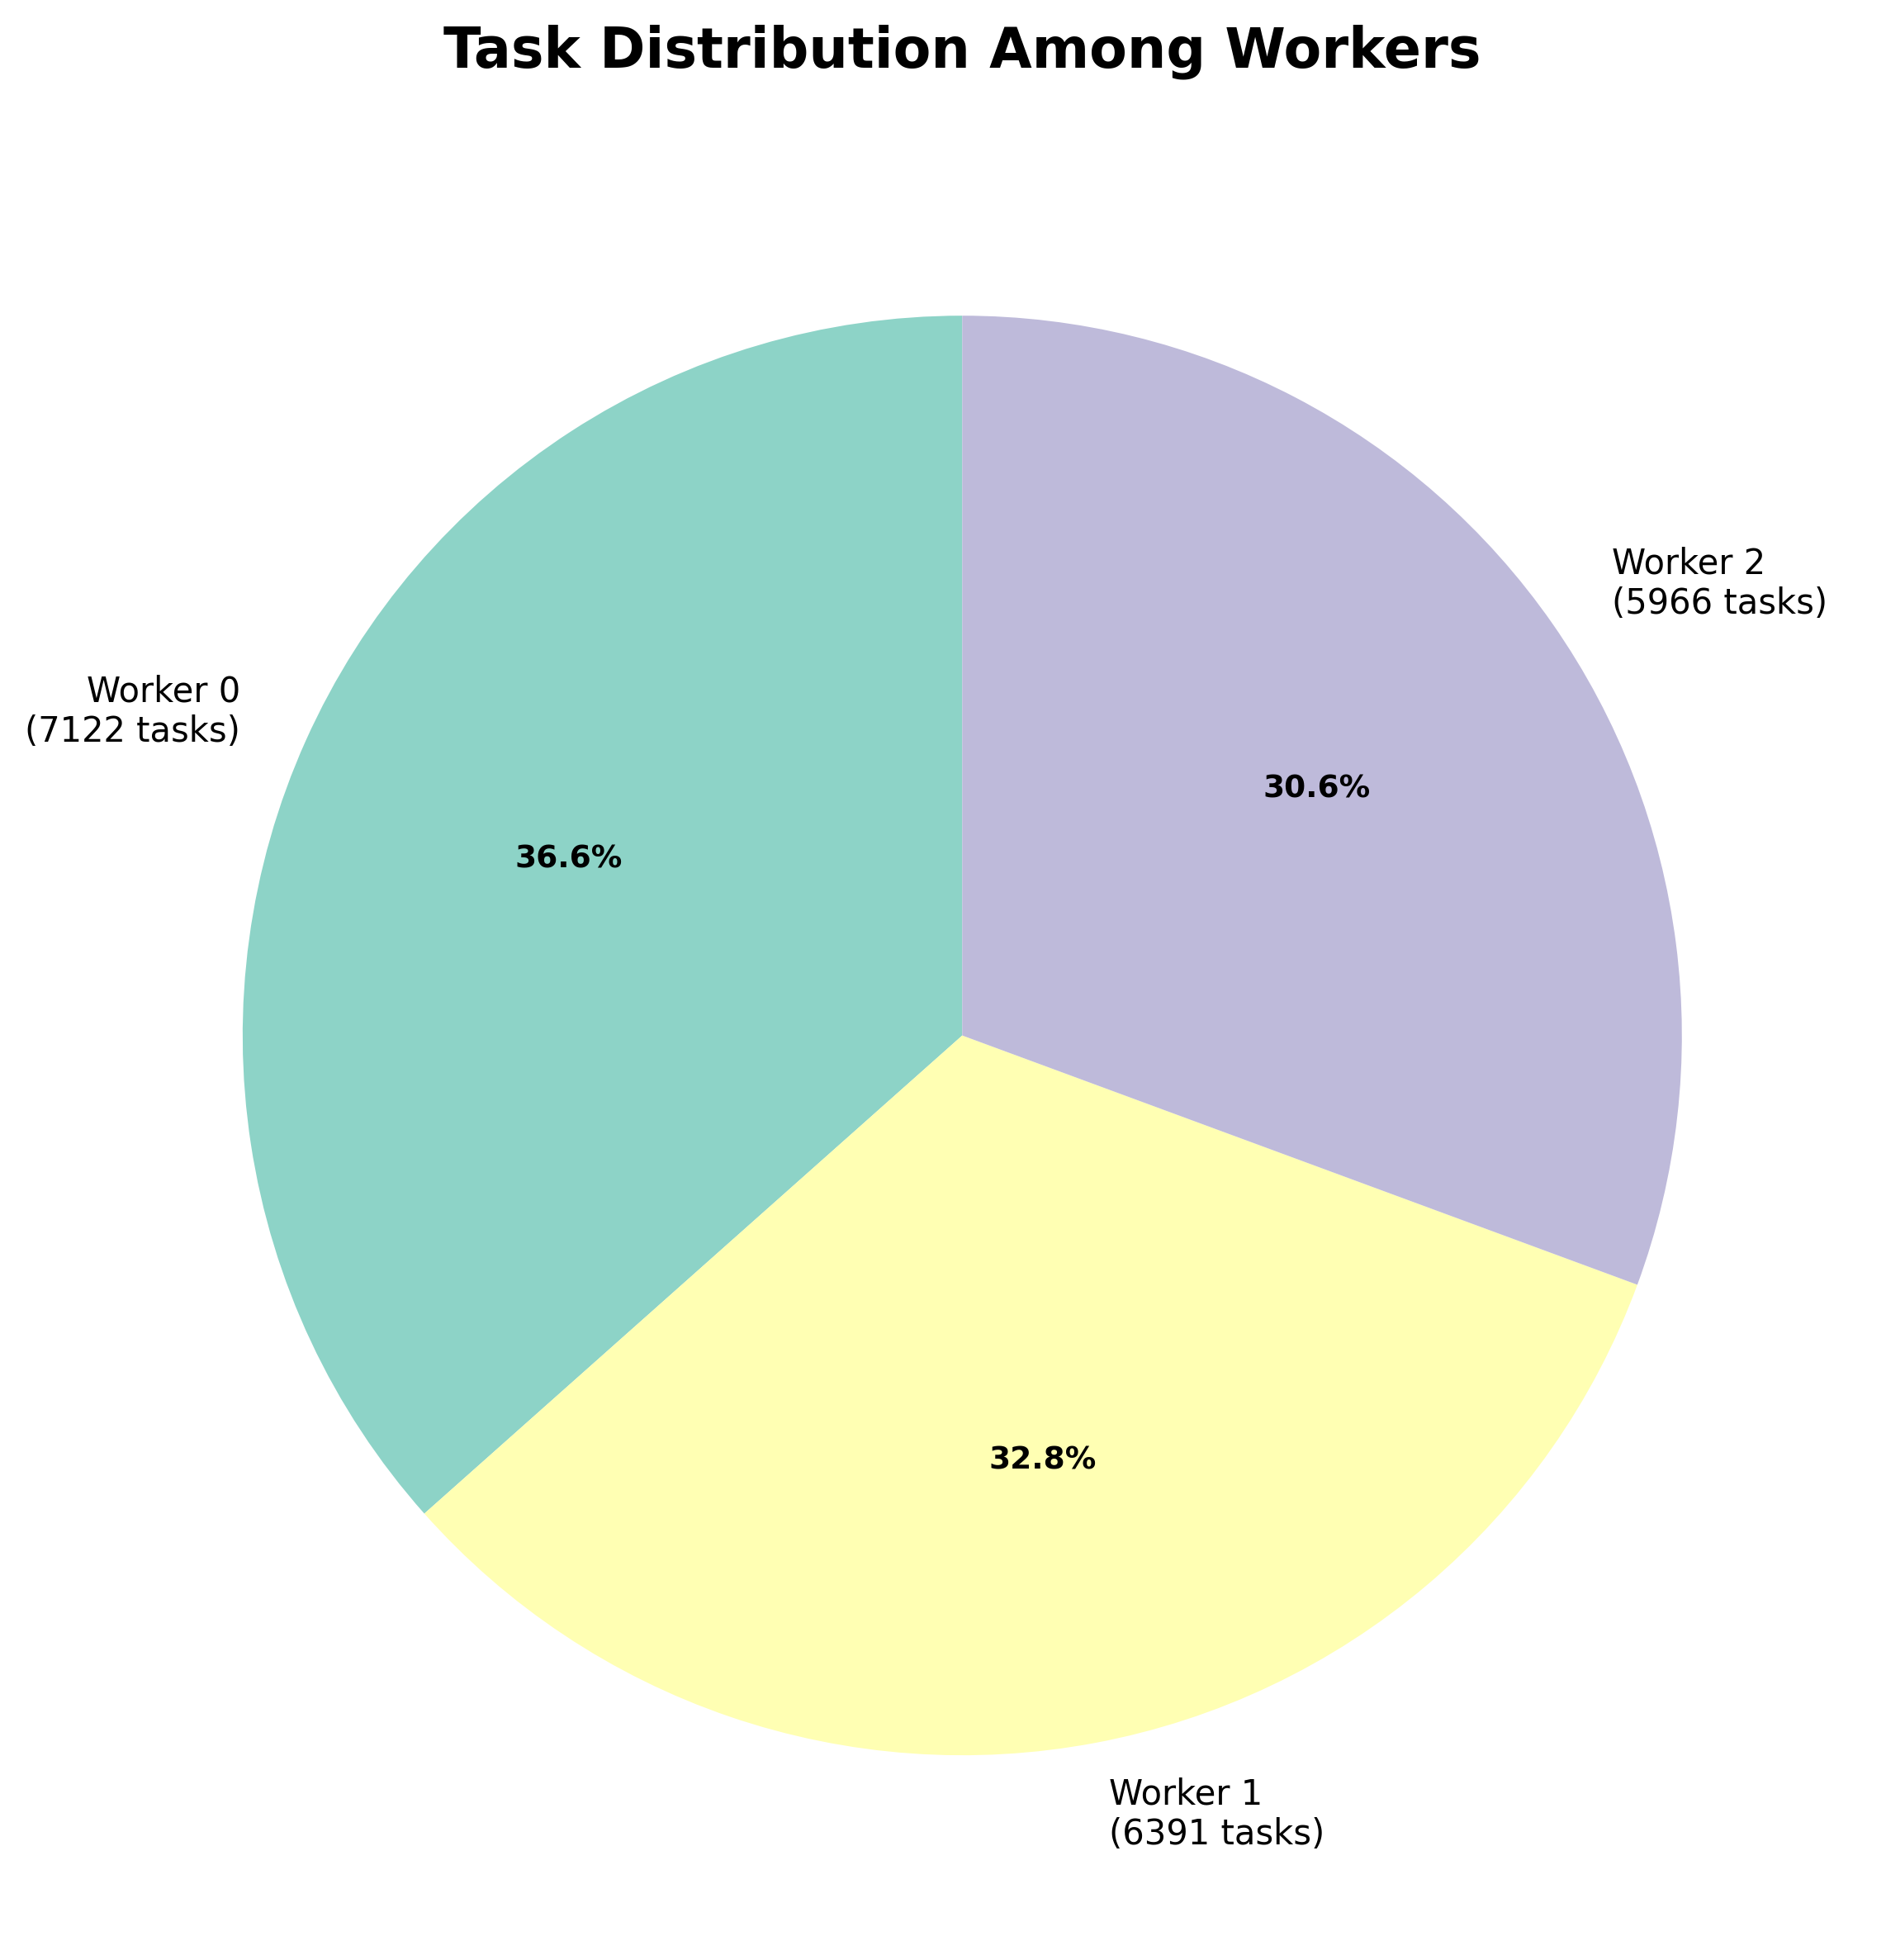 Task Distribution Among Workers
Worker 2
(5966 tasks)
Worker 0
(7122 tasks)
30.6%
36.6%
32.8%
Worker 1
(6391 tasks)